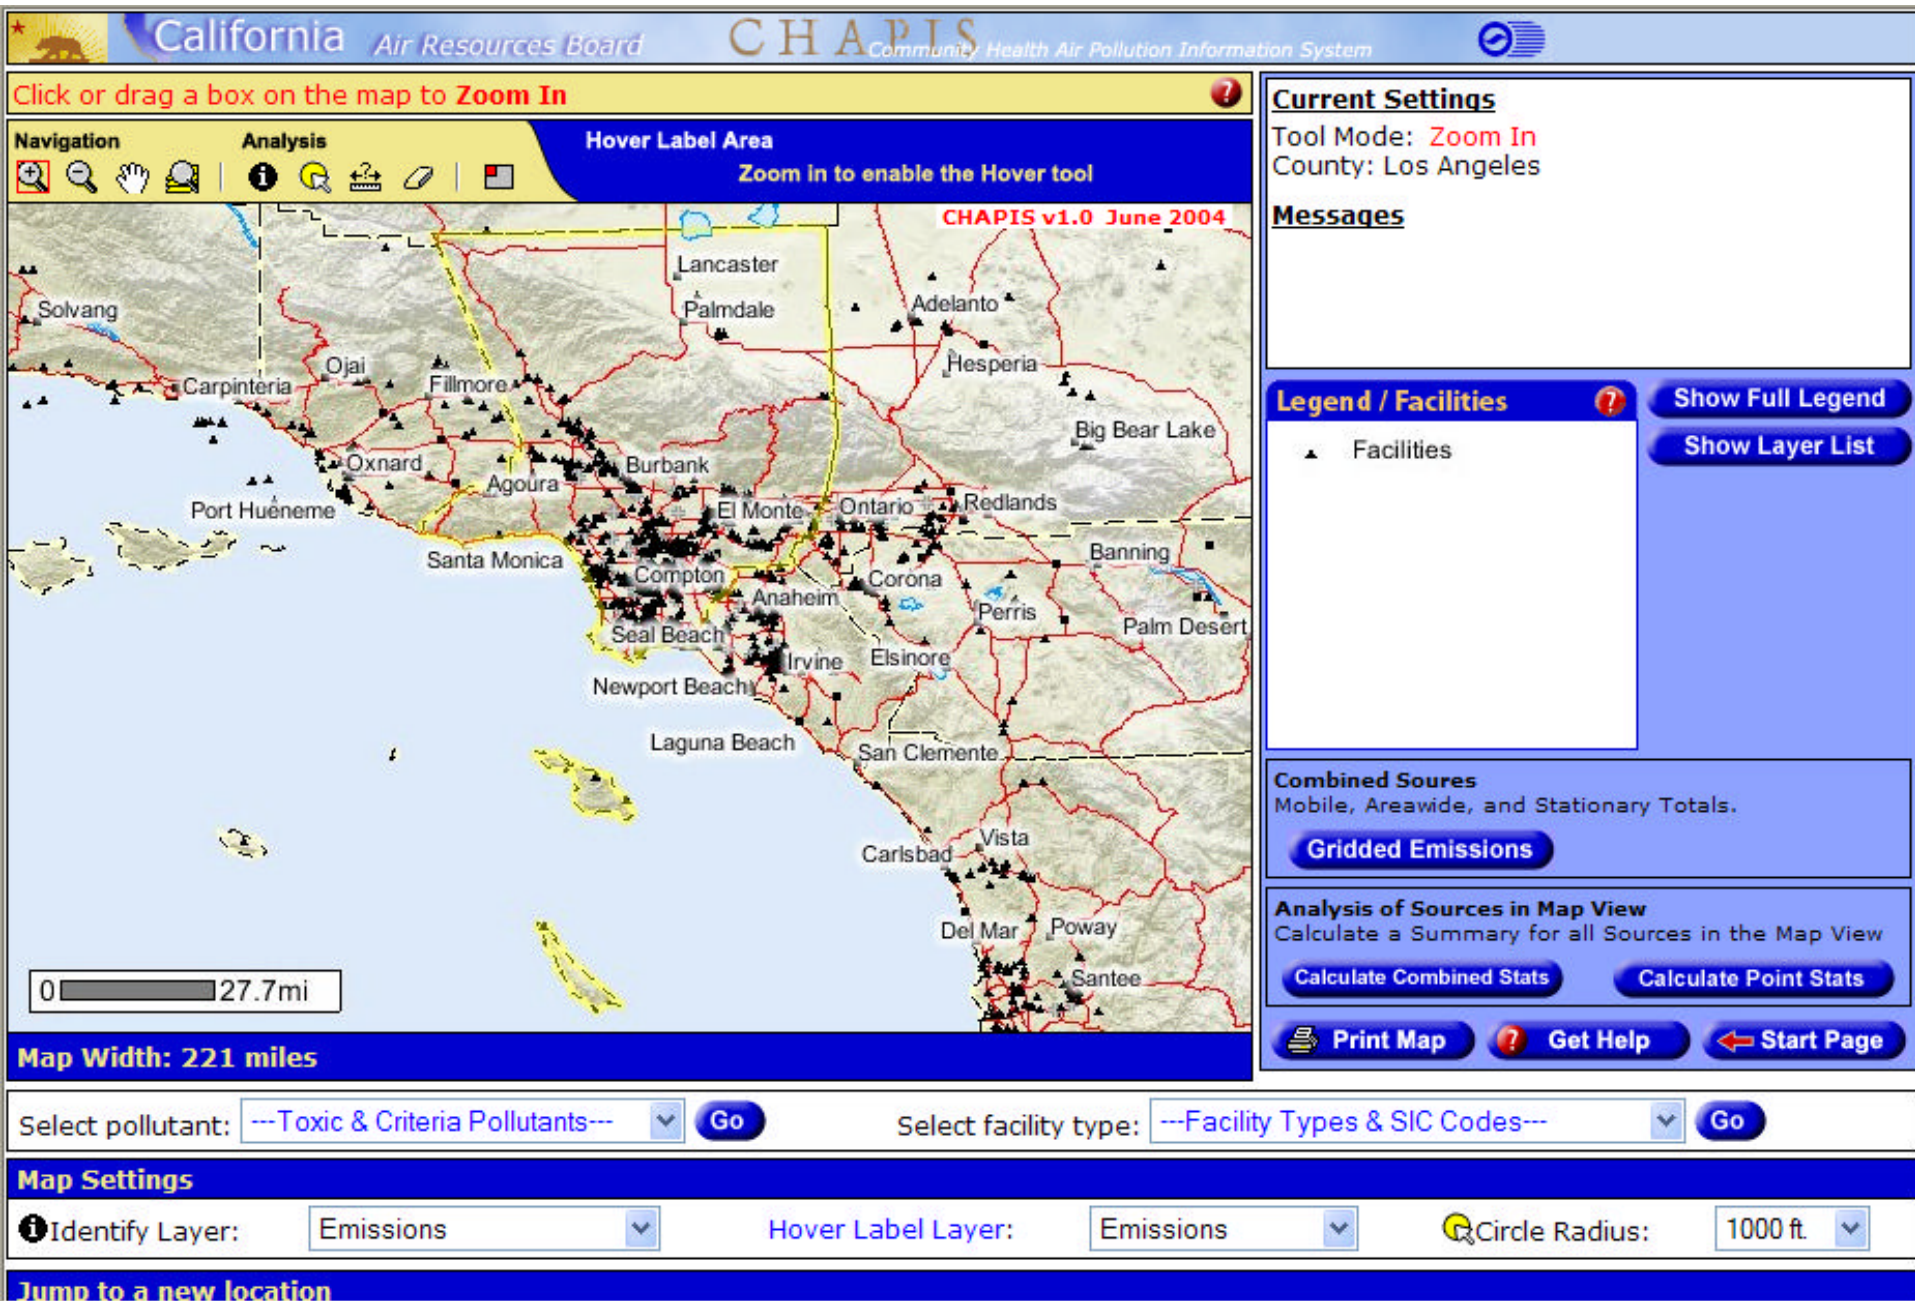 California Air Resources Board
CHAPIS
Community Health Air Pollution Information System
Click or drag a box on the map to Zoom In
?
Navigation
Analysis
Hover Label Area
Zoom in to enable the Hover tool
CHAPIS v1.0 June 2004
Lancaster
Solvang
Palmdale
Adelanto
Ojai
Hesperia
Carpinteria
Fillmore
Big Bear Lake
Oxnard
Burbank
Agoura
Port Hueneme
El Monte
Ontario
Redlands
Santa Monica
Banning
Compton
Corona
Anaheim
Perris
Seal Beach
Palm Desert
Irvine
Elsinore
Newport Beach
Laguna Beach
San Clemente
Vista
Carlsbad
Del Mar
Poway
Santee
0 27.7mi
Map Width: 221 miles
Current Settings
Tool Mode: Zoom In
County: Los Angeles
Messages
Legend / Facilities
?
Facilities
Show Full Legend
Show Layer List
Combined Soures
Mobile, Areawide, and Stationary Totals.
Gridded Emissions
Analysis of Sources in Map View
Calculate a Summary for all Sources in the Map View
Calculate Combined Stats
Calculate Point Stats
Print Map
? Get Help
Start Page
Select pollutant: ---Toxic & Criteria Pollutants--- Go
Select facility type: ---Facility Types & SIC Codes--- Go
Map Settings
Identify Layer: Emissions
Hover Label Layer: Emissions
Circle Radius: 1000 ft.
Jump to a new location